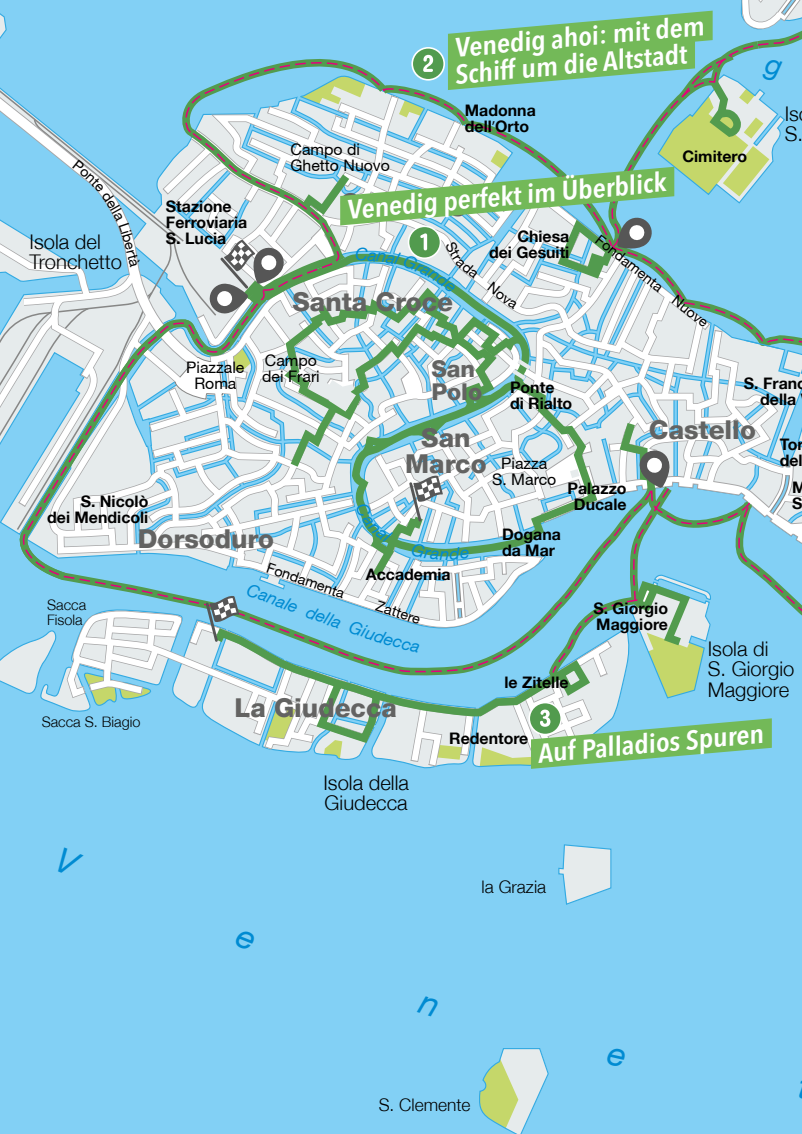 2
Venedig ahoi: mit dem
Schiff um die Altstadt
g
Madonna
dell'Orto
Cimitero
Campo di
Ghetto Nuovo
Ponte della Libertà
Venedig perfekt im Überblick
Stazione
Ferroviaria
S. Lucia
Isola del
Tronchetto
1
Chiesa
dei Gesuiti
Canal Grande
Strada Nova
Fondamenta Nuove
Santa Croce
Piazzale
Roma
Campo
dei Frari
San
Polo
Ponte
di Rialto
S. Franc
della
San
Marco
Castello
Piazza
S. Marco
Palazzo
Ducale
S. Nicolò
dei Mendicoli
Dorsoduro
Canal Grande
Dogana
da Mar
Accademia
Fondamenta Zattere
Canale della Giudecca
Sacca
Fisola
S. Giorgio
Maggiore
Isola di
S. Giorgio
Maggiore
le Zitelle
La Giudecca
Sacca S. Biagio
3
Redentore
Auf Palladios Spuren
Isola della
Giudecca
V
e
n
e
la Grazia
S. Clemente